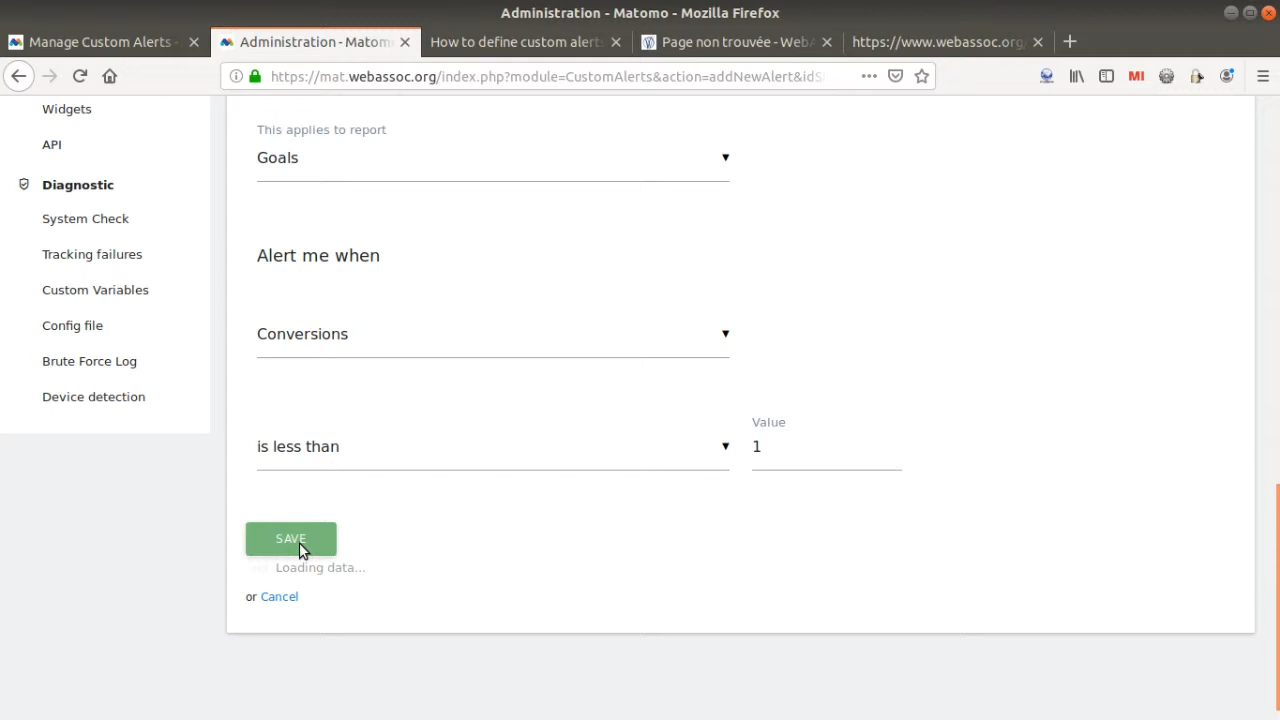 Administration - Matomo - Mozilla Firefox
Manage Custom Alerts -
Administration - Matomo
How to define custom alerts
Page non trouvée - WebA
https://www.webassoc.org
https://mat.webassoc.org/index.php?module=CustomAlerts&action=addNewAlert&idS
MI
Widgets
API
Diagnostic
System Check
Tracking failures
Custom Variables
Config file
Brute Force Log
Device detection
This applies to report
Goals
Alert me when
Conversions
is less than
Value
1
SAVE
Loading data...
or Cancel